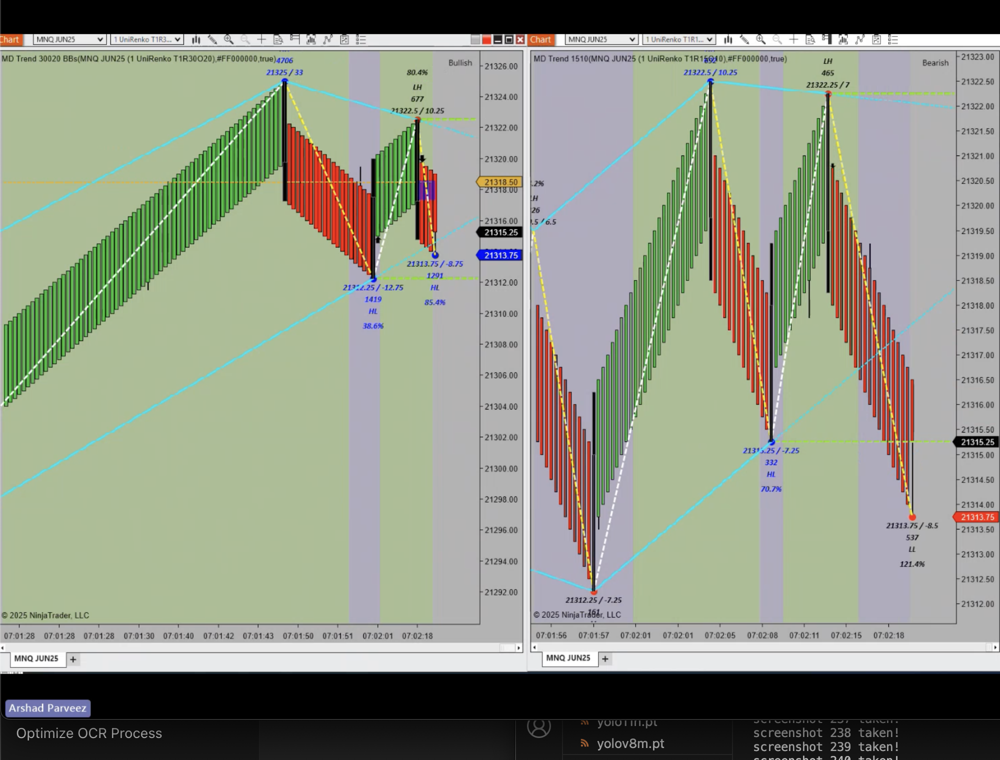 Chart
MNQ JUN25
1 UniRenko T1R3...
MD Trend 30020 BBs(MNQ JUN25 (1 UniRenko T1R30O20),#FF000000,true)
Bullish
4706
21325 / 33
80.4%
LH
677
21322.5 / 10.25
21312.25 / -12.75
1419
HL
38.6%
21313.75 / -8.75
1291
HL
85.4%
21326.00
21324.00
21322.00
21320.00
21318.50
21318.00
21316.00
21315.25
21313.75
21312.00
21310.00
21308.00
21306.00
21304.00
21302.00
21300.00
21298.00
21296.00
21294.00
21292.00
© 2025 NinjaTrader, LLC
07:01:28 07:01:28 07:01:28 07:01:40 07:01:42 07:01:43 07:01:50 07:01:51 07:02:01 07:02:18
MNQ JUN25 +
Chart
MNQ JUN25
1 UniRenko T1R1...
MD Trend 1510(MNQ JUN25 (1 UniRenko T1R15O10),#FF000000,true)
Bearish
21322.5 / 10.25
LH
465
21322.25 / 7
.2%
LH
26
.5 / 6.5
21315.25 / -7.25
332
HL
70.7%
21312.25 / -7.25
161
21313.75 / -8.5
537
LL
121.4%
21323.00
21322.50
21322.00
21321.50
21321.00
21320.50
21320.00
21319.50
21319.00
21318.50
21318.00
21317.50
21317.00
21316.50
21316.00
21315.50
21315.25
21315.00
21314.50
21314.00
21313.75
21313.50
21313.00
21312.50
21312.00
© 2025 NinjaTrader, LLC
07:01:56 07:01:57 07:02:01 07:02:01 07:02:05 07:02:08 07:02:11 07:02:15 07:02:18
MNQ JUN25 +
Arshad Parveez
Optimize OCR Process
yolo11n.pt
yolov8m.pt
screenshot 237 taken!
screenshot 238 taken!
screenshot 239 taken!
screenshot 240 taken!